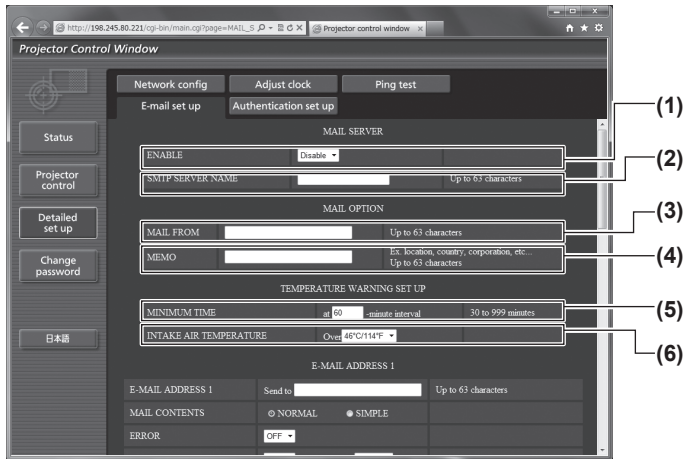 http://198.245.80.221/cgi-bin/main.cgi?page=MAIL_S
Projector control window
Projector Control Window
Network config
Adjust clock
Ping test
E-mail set up
Authentication set up
Status
Projector
control
Detailed
set up
Change
password
日本語
MAIL SERVER
(1)
ENABLE
Disable
(2)
SMTP SERVER NAME
Up to 63 characters
MAIL OPTION
(3)
MAIL FROM
Up to 63 characters
(4)
MEMO
Ex. location, country, corporation, etc...
Up to 63 characters
TEMPERATURE WARNING SET UP
(5)
MINIMUM TIME
at 60 -minute interval
30 to 999 minutes
(6)
INTAKE AIR TEMPERATURE
Over 46°C/114°F
E-MAIL ADDRESS 1
E-MAIL ADDRESS 1
Send to
Up to 63 characters
MAIL CONTENTS
NORMAL
SIMPLE
ERROR
OFF